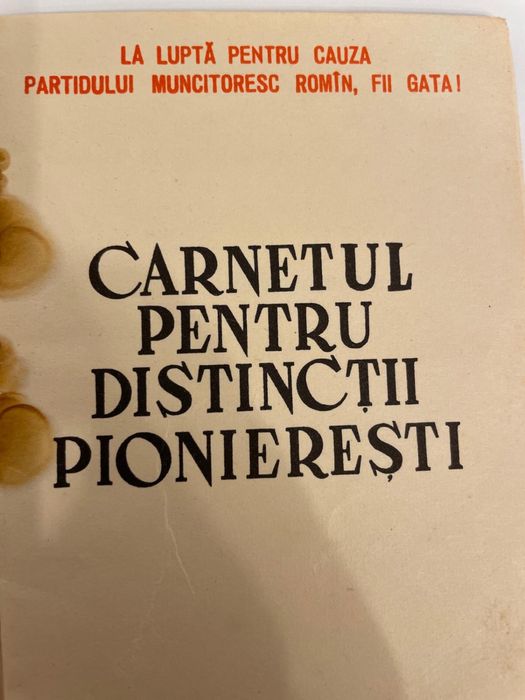 LA LUPTĂ PENTRU CAUZA
PARTIDULUI MUNCITORESC ROMÎN, FII GATA!
CARNETUL
PENTRU
DISTINCȚII
PIONIEREȘTI